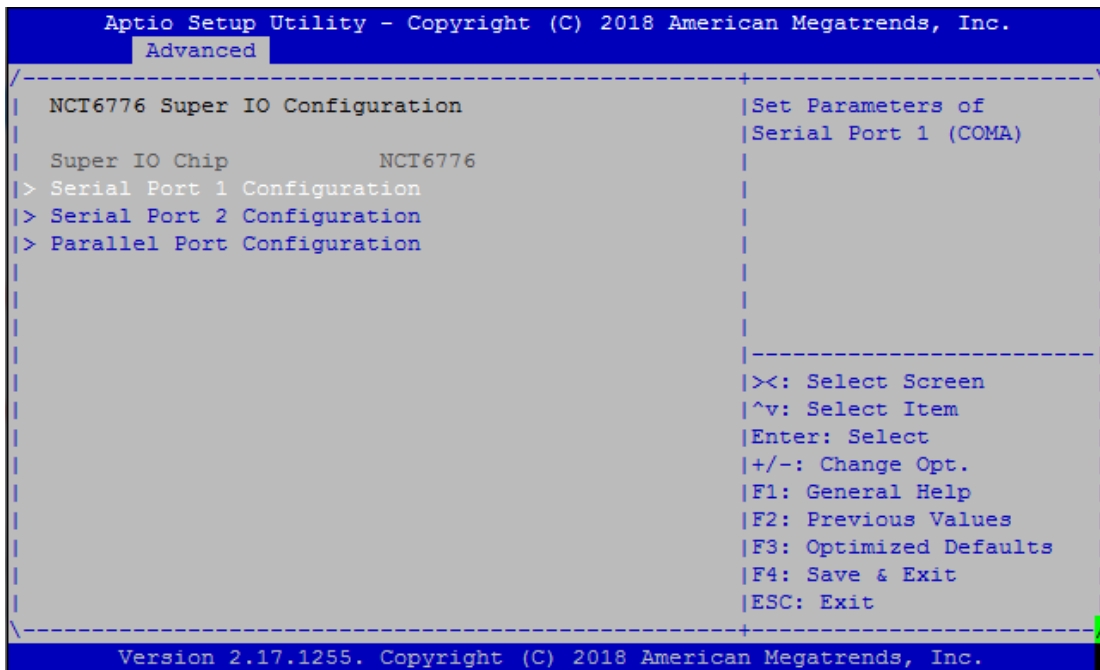 Aptio Setup Utility - Copyright (C) 2018 American Megatrends, Inc.
Advanced
/----------------------------------------------------+-------------------------\
| NCT6776 Super IO Configuration |Set Parameters of
| |Serial Port 1 (COMA)
| Super IO Chip NCT6776 |
|> Serial Port 1 Configuration |
|> Serial Port 2 Configuration |
|> Parallel Port Configuration |
| |
| |
| |
| |-------------------------
| |><: Select Screen
| |^v: Select Item
| |Enter: Select
| |+/-: Change Opt.
| |F1: General Help
| |F2: Previous Values
| |F3: Optimized Defaults
| |F4: Save & Exit
| |ESC: Exit
\----------------------------------------------------+-------------------------/
Version 2.17.1255. Copyright (C) 2018 American Megatrends, Inc.